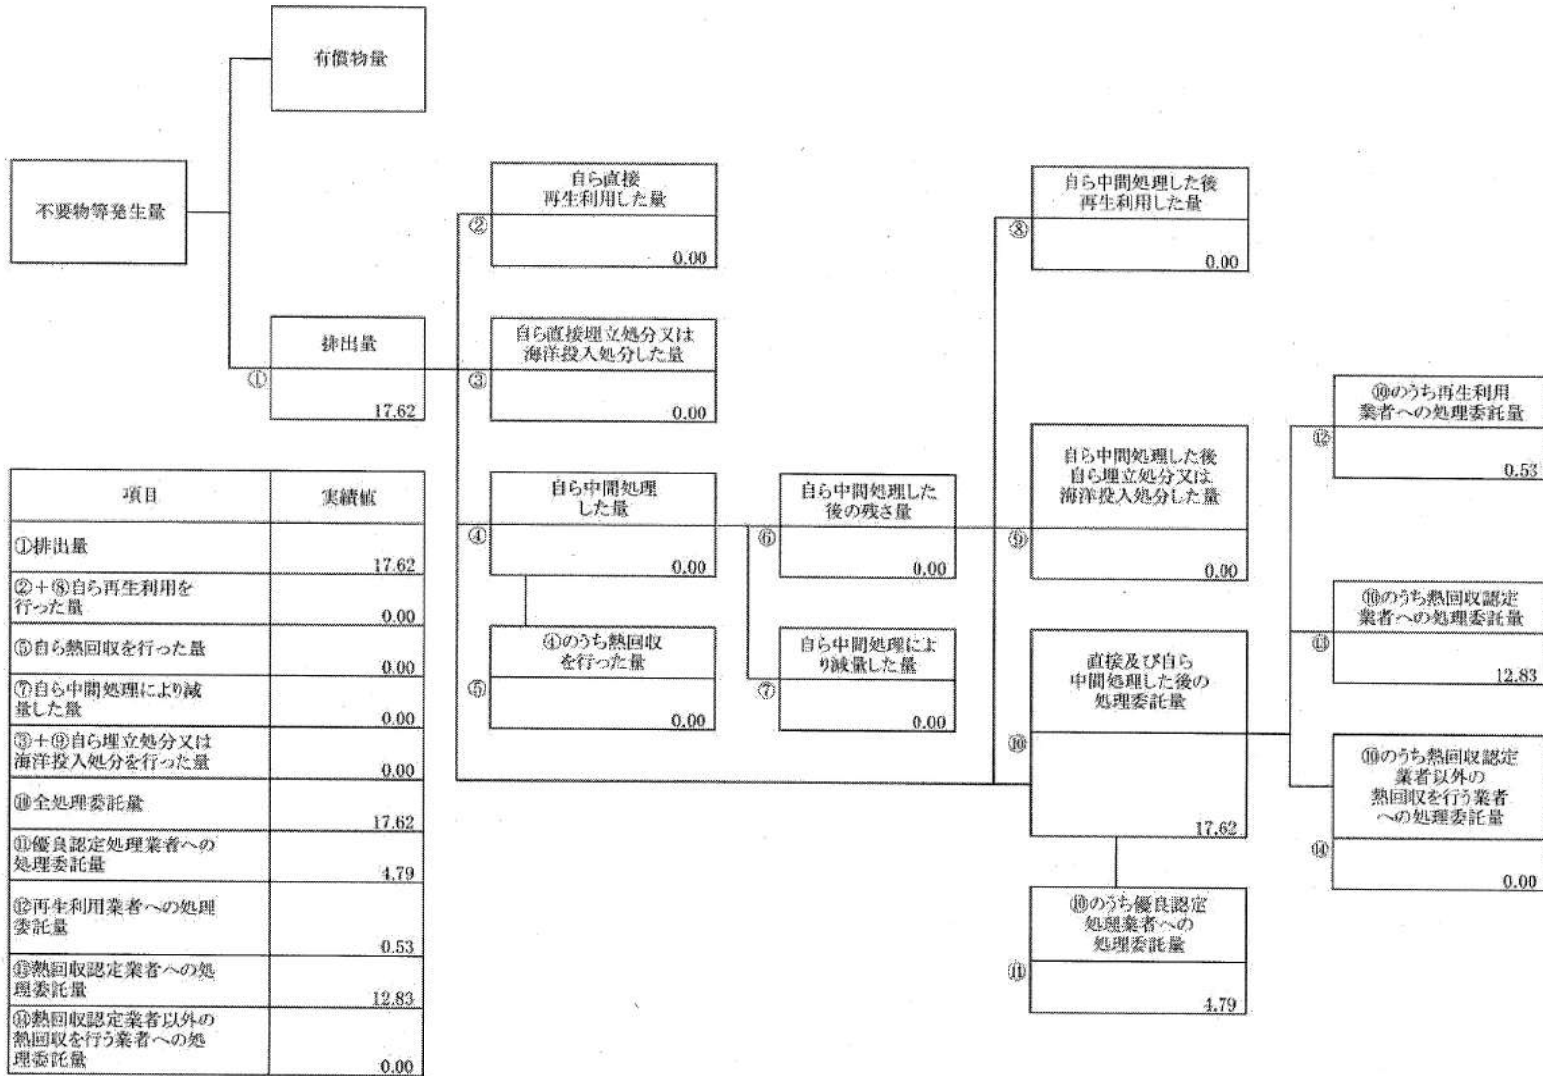 有償物量
不要物等発生量
排出量
①
17.62
自ら直接
再生利用した量
②
0.00
自ら直接埋立処分又は
海洋投入処分した量
③
0.00
自ら中間処理
した量
④
0.00
④のうち熱回収
を行った量
⑤
0.00
自ら中間処理した
後の残さ量
⑥
0.00
自ら中間処理によ
り減量した量
⑦
0.00
自ら中間処理した後
再生利用した量
⑧
0.00
自ら中間処理した後
自ら埋立処分又は
海洋投入処分した量
⑨
0.00
直接及び自ら
中間処理した後の
処理委託量
⑩
17.62
⑩のうち優良認定
処理業者への
処理委託量
⑪
4.79
⑩のうち再生利用
業者への処理委託量
⑫
0.53
⑩のうち熱回収認定
業者への処理委託量
⑬
12.83
⑩のうち熱回収認定
業者以外の
熱回収を行う業者
への処理委託量
⑭
0.00
項目 実績値
①排出量
17.62
②+⑧自ら再生利用を
行った量
0.00
⑤自ら熱回収を行った量
0.00
⑦自ら中間処理により減
量した量
0.00
③+⑨自ら埋立処分又は
海洋投入処分を行った量
0.00
⑩全処理委託量
17.62
⑪優良認定処理業者への
処理委託量
4.79
⑫再生利用業者への処理
委託量
0.53
⑬熱回収認定業者への処
理委託量
12.83
⑭熱回収認定業者以外の
熱回収を行う業者への処
理委託量
0.00